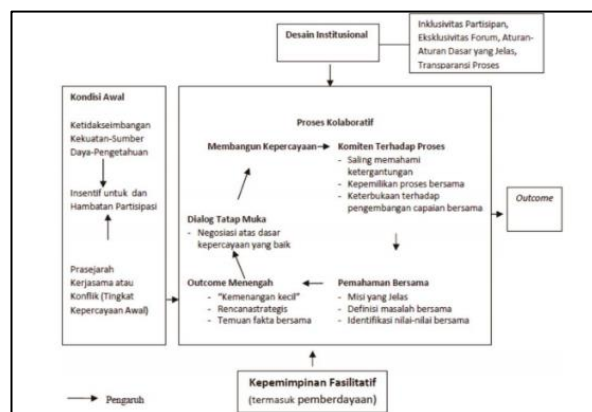 Desain Institusional
Inklusivitas Partisipan,
Eksklusivitas Forum, Aturan-
Aturan Dasar yang Jelas,
Transparansi Proses
Kondisi Awal
Ketidakseimbangan
Kekuatan-Sumber
Daya-Pengetahuan
Insentif untuk dan
Hambatan Partisipasi
Prasejarah
Kerjasama atau
Konflik (Tingkat
Kepercayaan Awal)
Proses Kolaboratif
Membangun Kepercayaan
Komiten Terhadap Proses
- Saling memahami
ketergantungan
- Kepemilikan proses bersama
- Keterbukaan terhadap
pengembangan capaian bersama
Dialog Tatap Muka
- Negosiasi atas dasar
kepercayaan yang baik
Outcome Menengah
- "Kemenangan kecil"
- Rencanastrategis
- Temuan fakta bersama
Pemahaman Bersama
- Misi yang Jelas
- Definisi masalah bersama
- Identifikasi nilai-nilai bersama
Outcome
Kepemimpinan Fasilitatif
(termasuk pemberdayaan)
Pengaruh